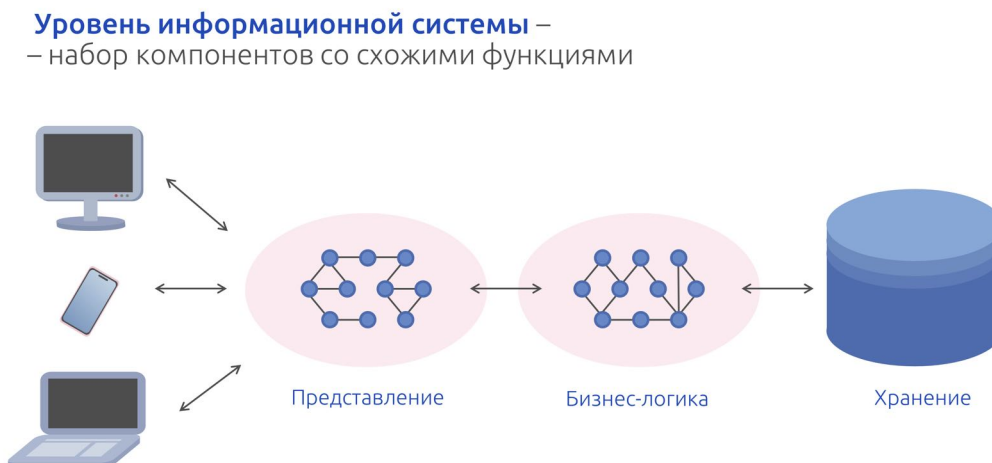 Уровень информационной системы –
– набор компонентов со схожими функциями
Представление
Бизнес-логика
Хранение